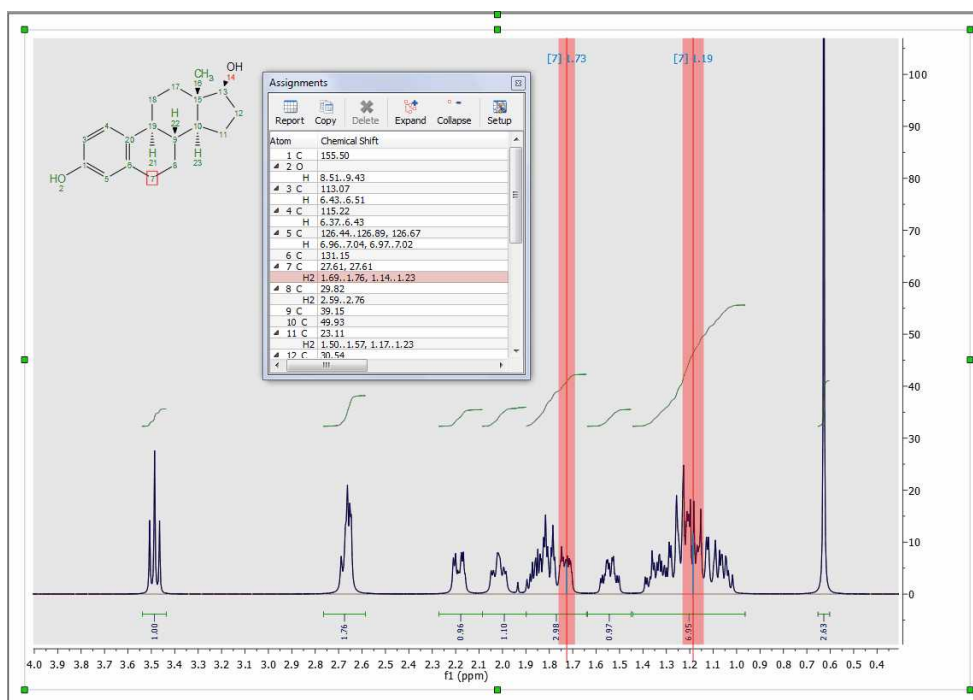 [7] 1.73
[7] 1.19
OH
14
CH3
16
17
13
18
15
12
H
22
4
19
10
3
20
9
11
H
21
8
H
23
1
6
5
HO
2
7
Assignments
Report Copy Delete Expand Collapse Setup
Atom Chemical Shift
1 C 155.50
2 O
H 8.51..9.43
3 C 113.07
H 6.43..6.51
4 C 115.22
H 6.37..6.43
5 C 126.44..126.89, 126.67
H 6.96..7.04, 6.97..7.02
6 C 131.15
7 C 27.61, 27.61
H2 1.69..1.76, 1.14..1.23
8 C 29.82
H2 2.59..2.76
9 C 39.15
10 C 49.93
11 C 23.11
H2 1.50..1.57, 1.17..1.23
12 C 30.54
100
90
80
70
60
50
40
30
20
10
0
1.00 1.76 0.96 1.10 2.98 0.97 6.95 2.63
4.0 3.9 3.8 3.7 3.6 3.5 3.4 3.3 3.2 3.1 3.0 2.9 2.8 2.7 2.6 2.5 2.4 2.3 2.2 2.1 2.0 1.9 1.8 1.7 1.6 1.5 1.4 1.3 1.2 1.1 1.0 0.9 0.8 0.7 0.6 0.5 0.4
f1 (ppm)